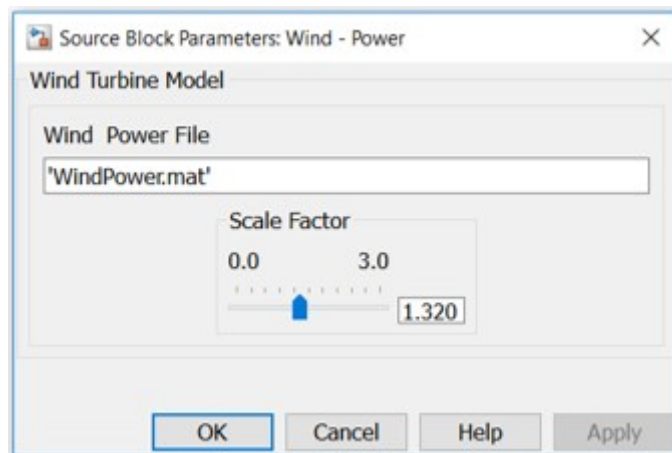 Source Block Parameters: Wind - Power
Wind Turbine Model
Wind Power File
'WindPower.mat'
Scale Factor
0.0 3.0
1.320
OK Cancel Help Apply